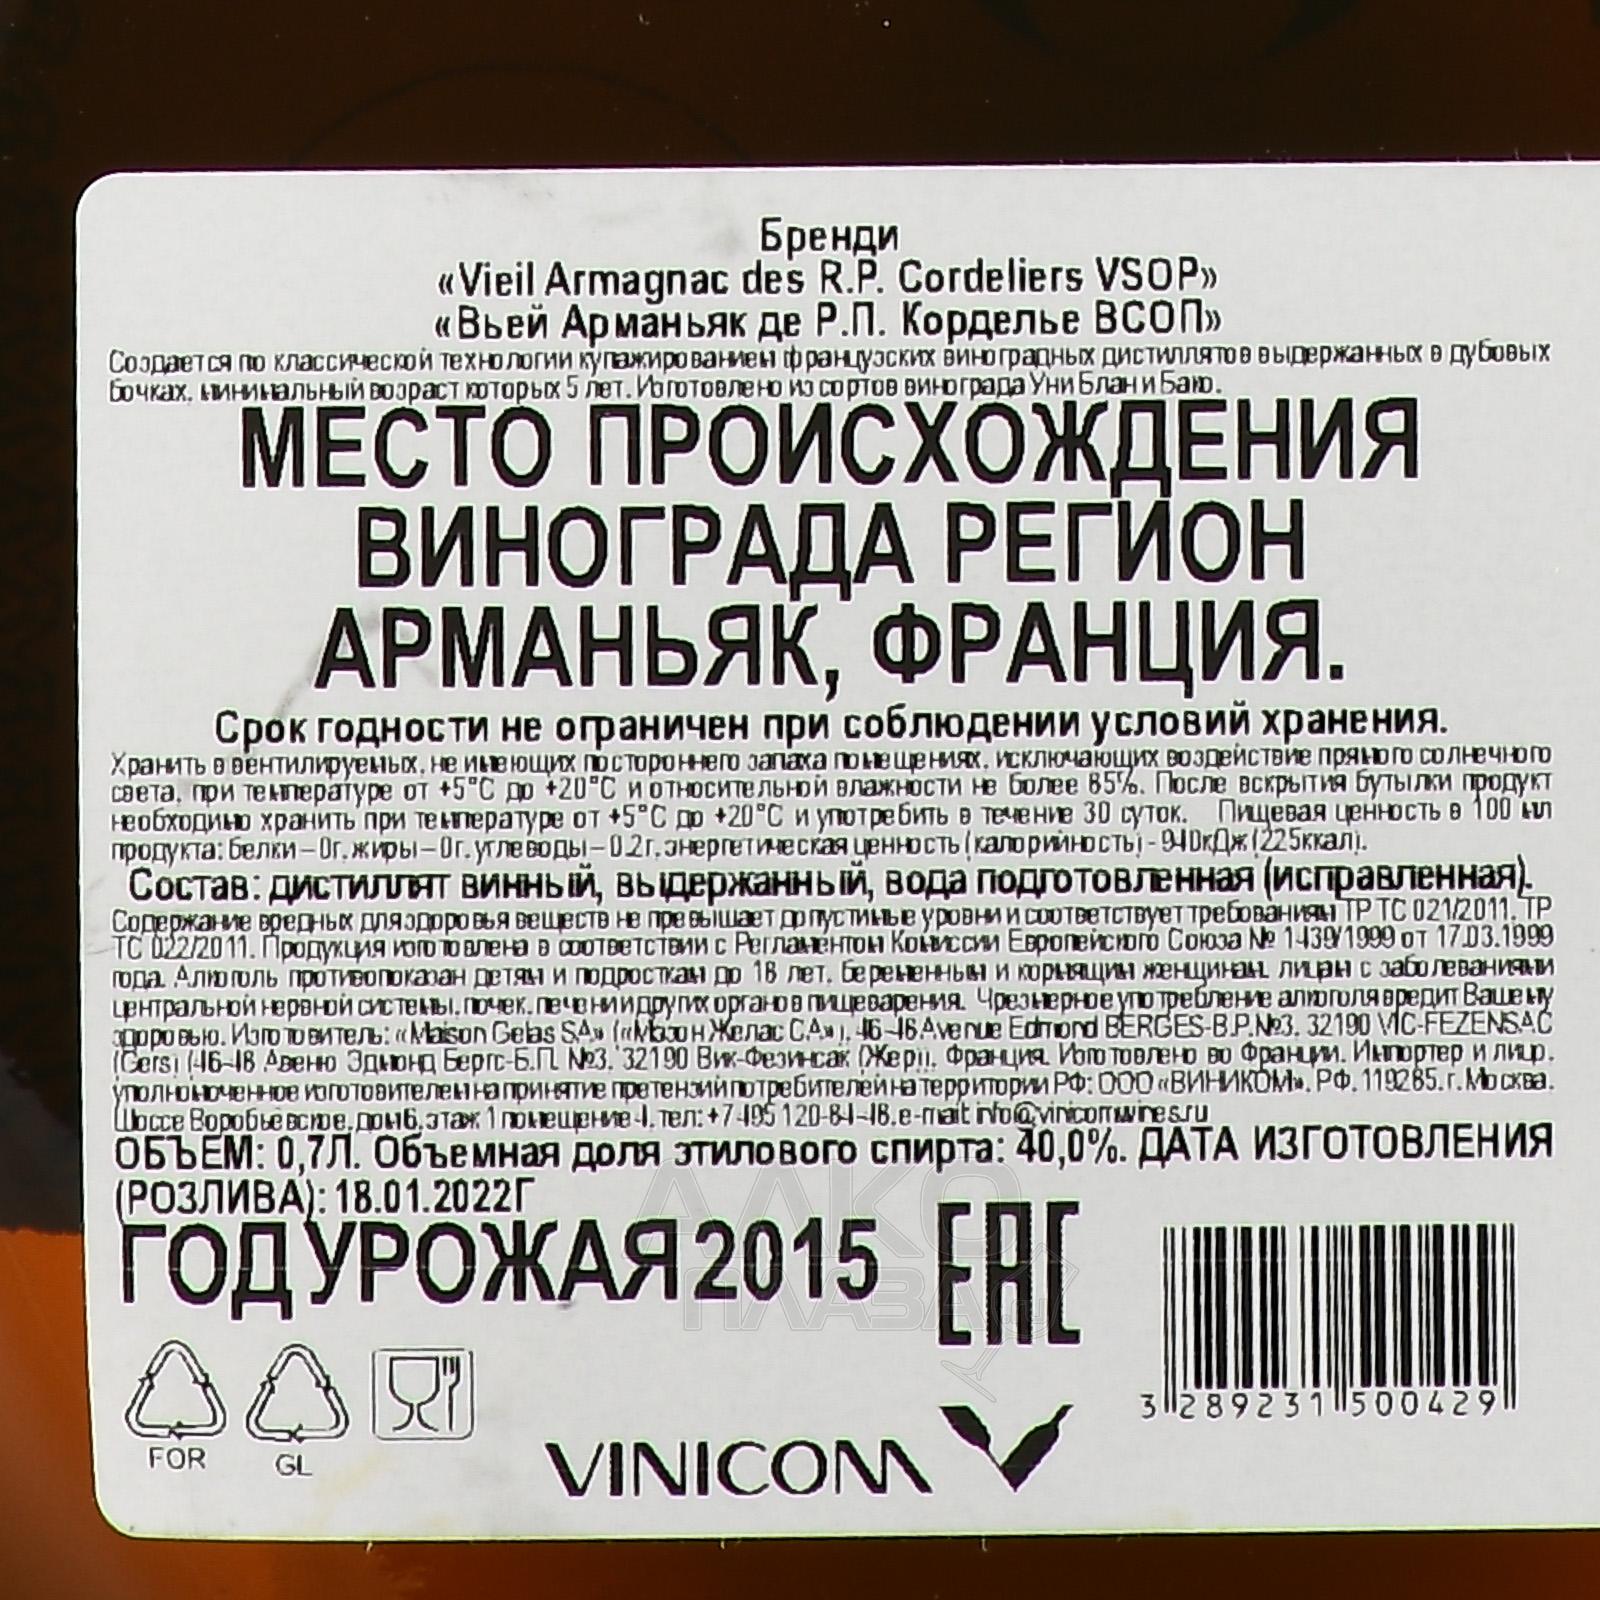 Бренди
«Vieil Armagnac des R.P. Cordeliers VSOP»
«Вьей Арманьяк де Р.П. Корделье ВСОП»
Создается по классической технологии купажированием французских виноградных дистиллятов выдержанных в дубовых
бочках, минимальный возраст которых 5 лет. Изготовлено из сортов винограда Уни Блан и Бако.
МЕСТО ПРОИСХОЖДЕНИЯ
ВИНОГРАДА РЕГИОН
АРМАНЬЯК, ФРАНЦИЯ.
Срок годности не ограничен при соблюдении условий хранения.
Хранить в вентилируемых, не имеющих постороннего запаха помещениях, исключающих воздействие прямого солнечного
света, при температуре от +5°C до +20°C и относительной влажности не более 85%. После вскрытия бутылки продукт
необходимо хранить при температуре от +5°C до +20°C и употребить в течение 30 суток. Пищевая ценность в 100 мл
продукта: белки – 0г, жиры – 0г, углеводы – 0.2г, энергетическая ценность (калорийность) - 940кДж (225ккал).
Состав: дистиллят винный, выдержанный, вода подготовленная (исправленная).
Содержание вредных для здоровья веществ не превышает допустимые уровни и соответствует требованиям ТР ТС 021/2011, ТР
ТС 022/2011. Продукция изготовлена в соответствии с Регламентом Комиссии Европейского Союза № 1439/1999 от 17.03.1999
года. Алкоголь противопоказан детям и подросткам до 18 лет, беременным и кормящим женщинам, лицам с заболеваниями
центральной нервной системы, почек, печени и других органов пищеварения. Чрезмерное употребление алкоголя вредит Вашему
здоровью. Изготовитель: «Maison Gelas SA» («Мэзон Желас С.А»), 46-48 Avenue Edmond BERGES-B.P.№3, 32190 VIC-FEZENSAC
(Gers) (46-48 Авеню Эдмонд Бергс-Б.П. №3, 32190 Вик-Фезинсак (Жер)), Франция. Изготовлено во Франции. Импортер и лицо,
уполномоченное изготовителем на принятие претензий потребителей на территории РФ: ООО «ВИНИКОМ», РФ, 119285, г. Москва,
Шоссе Воробьевское, дом 6, этаж 1 помещение 4, тел: +7 495 120-84-48, e-mail: info@vinicomwines.ru
ОБЪЕМ: 0,7Л. Объемная доля этилового спирта: 40,0%. ДАТА ИЗГОТОВЛЕНИЯ
(РОЗЛИВА): 18.01.2022Г
ГОД УРОЖАЯ 2015
EAC
АЛКО
ПЛАЗА.ru
3 289231 500429
FOR
GL
VINICOM